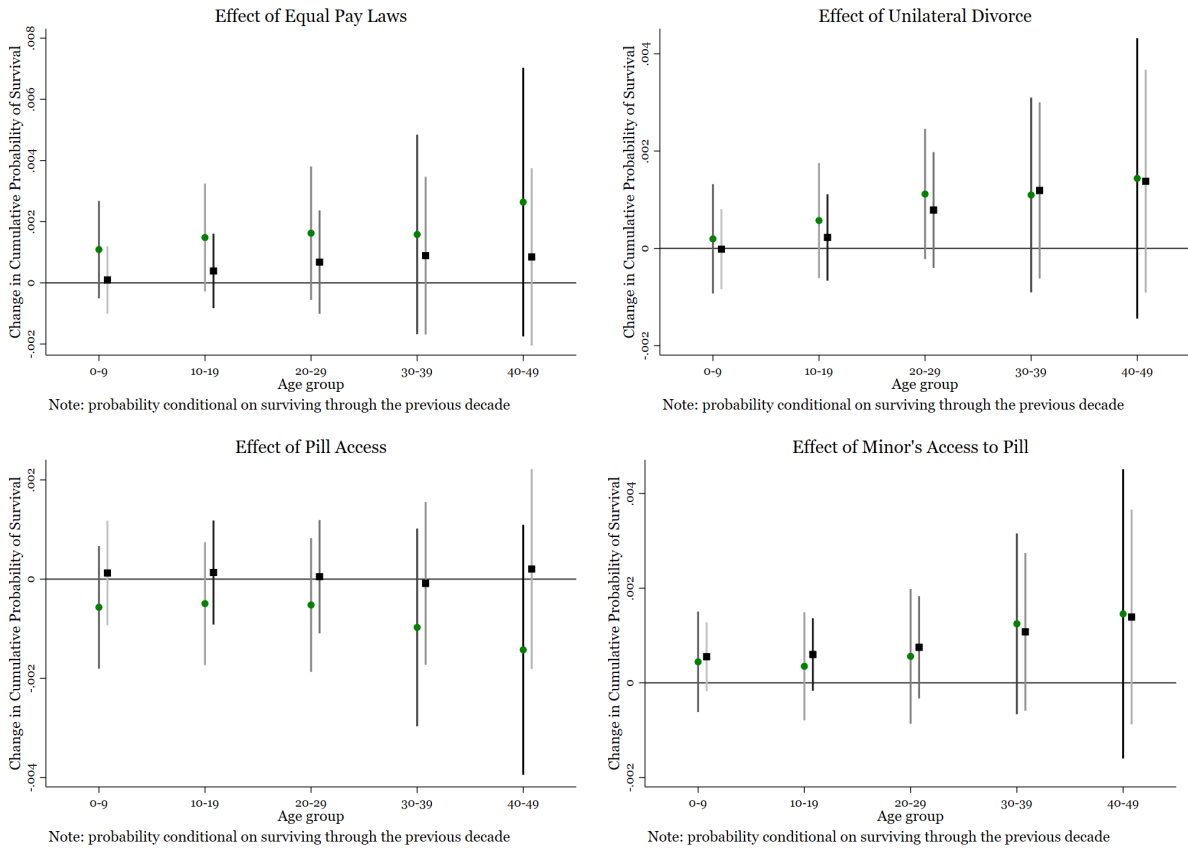 Effect of Equal Pay Laws
Change in Cumulative Probability of Survival
.008
.006
.004
.002
0
-.002
0-9 10-19 20-29 30-39 40-49
Age group
Note: probability conditional on surviving through the previous decade
Effect of Unilateral Divorce
Change in Cumulative Probability of Survival
.004
.002
0
-.002
0-9 10-19 20-29 30-39 40-49
Age group
Note: probability conditional on surviving through the previous decade
Effect of Pill Access
Change in Cumulative Probability of Survival
.002
0
-.002
-.004
0-9 10-19 20-29 30-39 40-49
Age group
Note: probability conditional on surviving through the previous decade
Effect of Minor's Access to Pill
Change in Cumulative Probability of Survival
.004
.002
0
-.002
0-9 10-19 20-29 30-39 40-49
Age group
Note: probability conditional on surviving through the previous decade